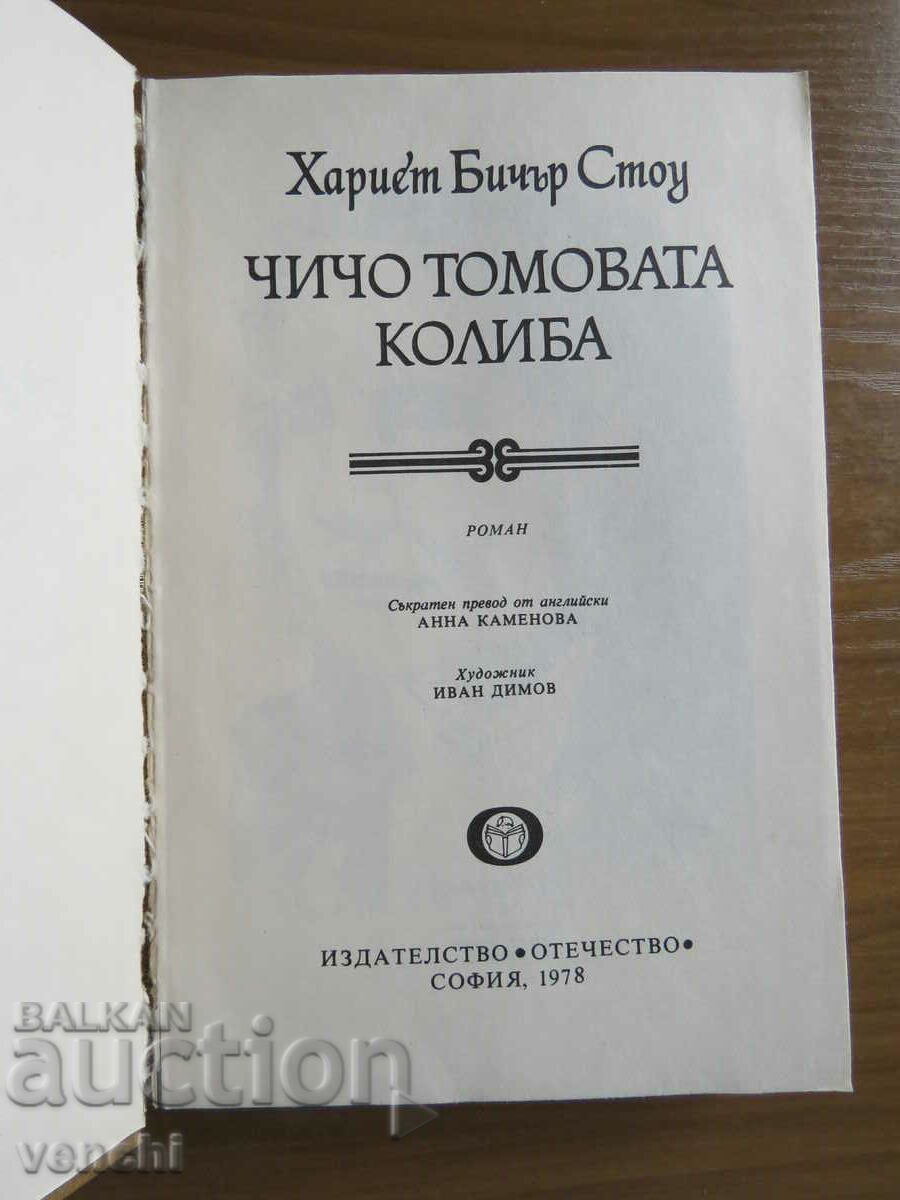 Хариет Бичър Стоу
ЧИЧО ТОМОВАТА
КОЛИБА
РОМАН
Съкратен превод от английски
АННА КАМЕНОВА
Художник
ИВАН ДИМОВ
ИЗДАТЕЛСТВО • ОТЕЧЕСТВО •
СОФИЯ, 1978
BALKAN
auction
venchi